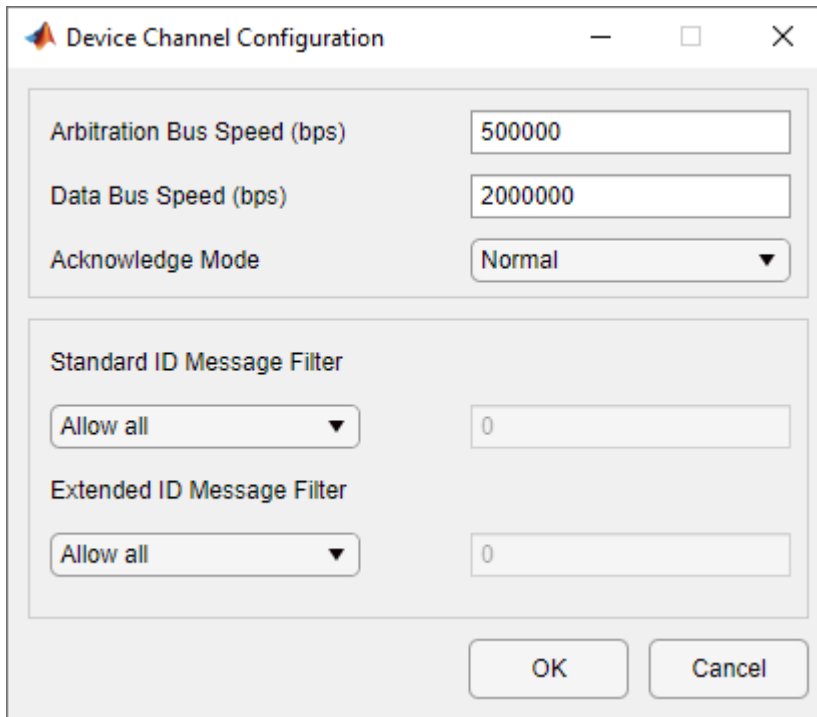 Device Channel Configuration
Arbitration Bus Speed (bps) 500000
Data Bus Speed (bps) 2000000
Acknowledge Mode Normal
Standard ID Message Filter
Allow all 0
Extended ID Message Filter
Allow all 0
OK Cancel